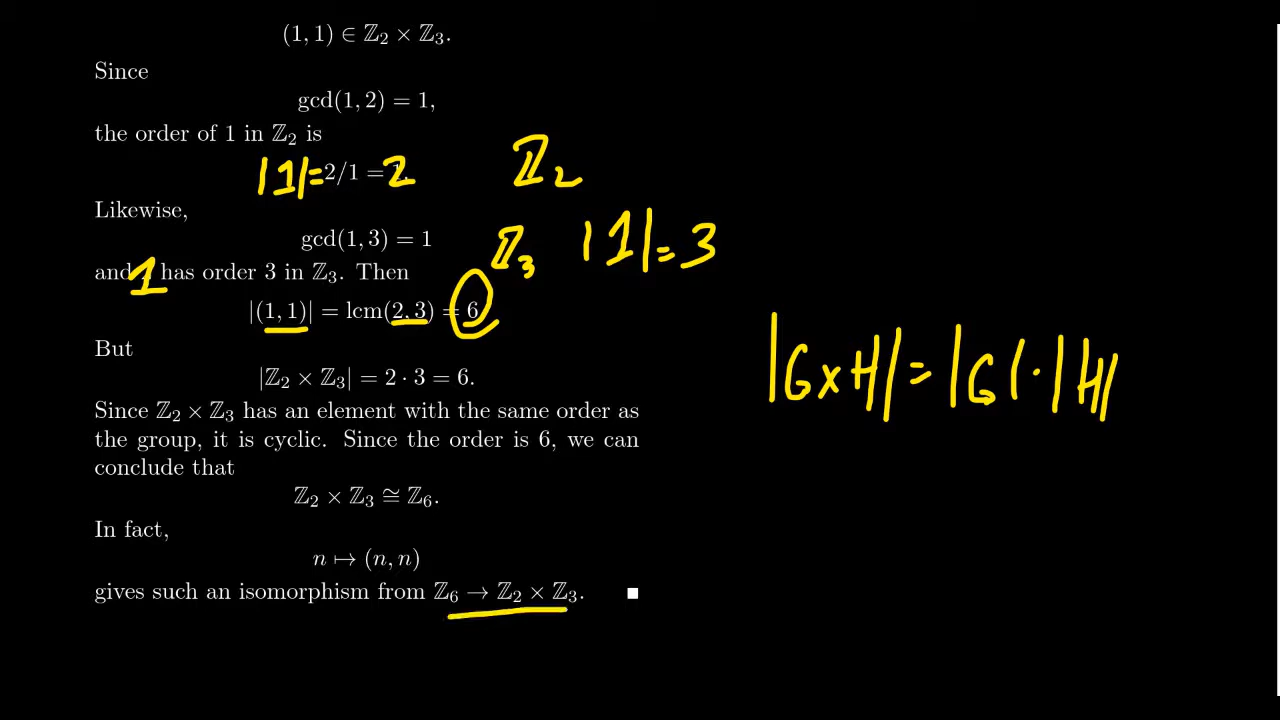 (1, 1) ∈ ℤ₂ × ℤ₃.
Since
gcd(1, 2) = 1,
the order of 1 in ℤ₂ is
|1| = 2/1 = 2
ℤ₂
Likewise,
gcd(1, 3) = 1
ℤ₃ |1| = 3
and 1 has order 3 in ℤ₃. Then
|(1, 1)| = lcm(2, 3) = 6
|G×H| = |G|·|H|
But
|ℤ₂ × ℤ₃| = 2 · 3 = 6.
Since ℤ₂ × ℤ₃ has an element with the same order as
the group, it is cyclic. Since the order is 6, we can
conclude that
ℤ₂ × ℤ₃ ≅ ℤ₆.
In fact,
n ↦ (n, n)
gives such an isomorphism from ℤ₆ → ℤ₂ × ℤ₃.